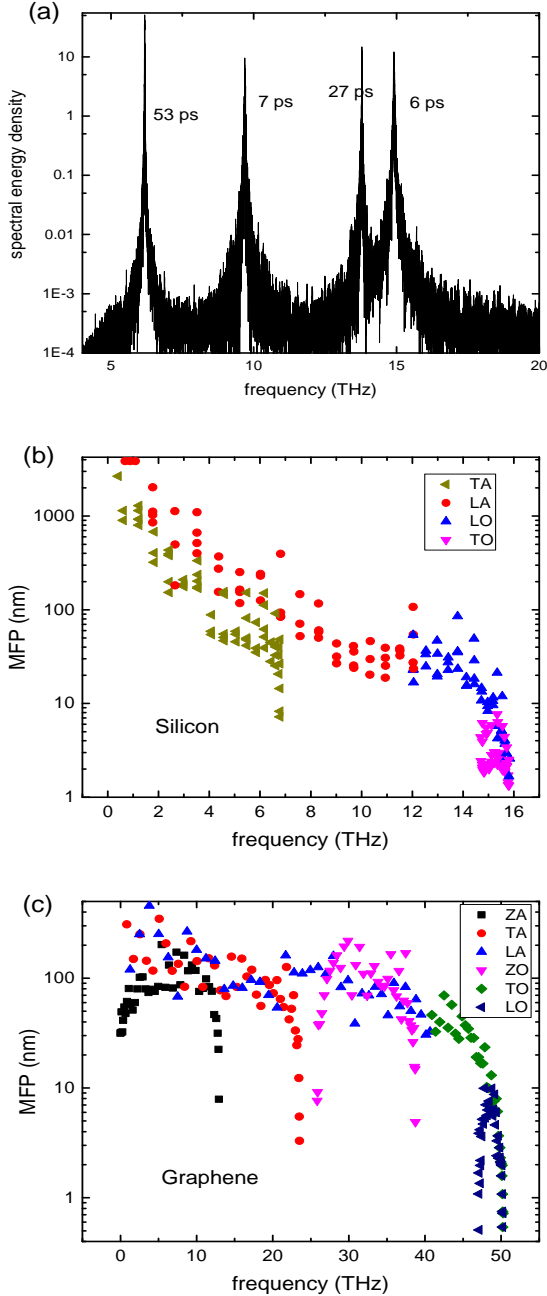 (a)
spectral energy density
10
1
0.1
0.01
1E-3
1E-4
53 ps
7 ps
27 ps
6 ps
5
10
15
20
frequency (THz)
(b)
MFP (nm)
1000
100
10
1
TA
LA
LO
TO
Silicon
0
2
4
6
8
10
12
14
16
frequency (THz)
(c)
MFP (nm)
100
10
1
ZA
TA
LA
ZO
TO
LO
Graphene
0
10
20
30
40
50
frequency (THz)